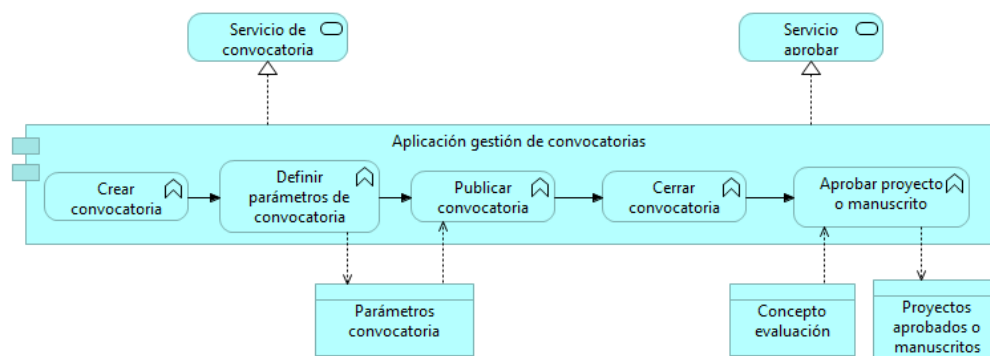 Servicio de
convocatoria
Servicio
aprobar
Aplicación gestión de convocatorias
Crear
convocatoria
Definir
parámetros de
convocatoria
Publicar
convocatoria
Cerrar
convocatoria
Aprobar proyecto
o manuscrito
Parámetros
convocatoria
Concepto
evaluación
Proyectos
aprobados o
manuscritos